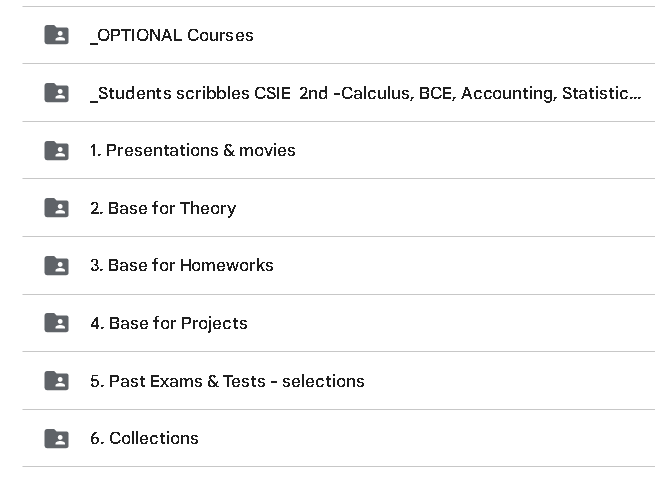 _OPTIONAL Courses
_Students scribbles CSIE 2nd -Calculus, BCE, Accounting, Statistic...
1. Presentations & movies
2. Base for Theory
3. Base for Homeworks
4. Base for Projects
5. Past Exams & Tests - selections
6. Collections